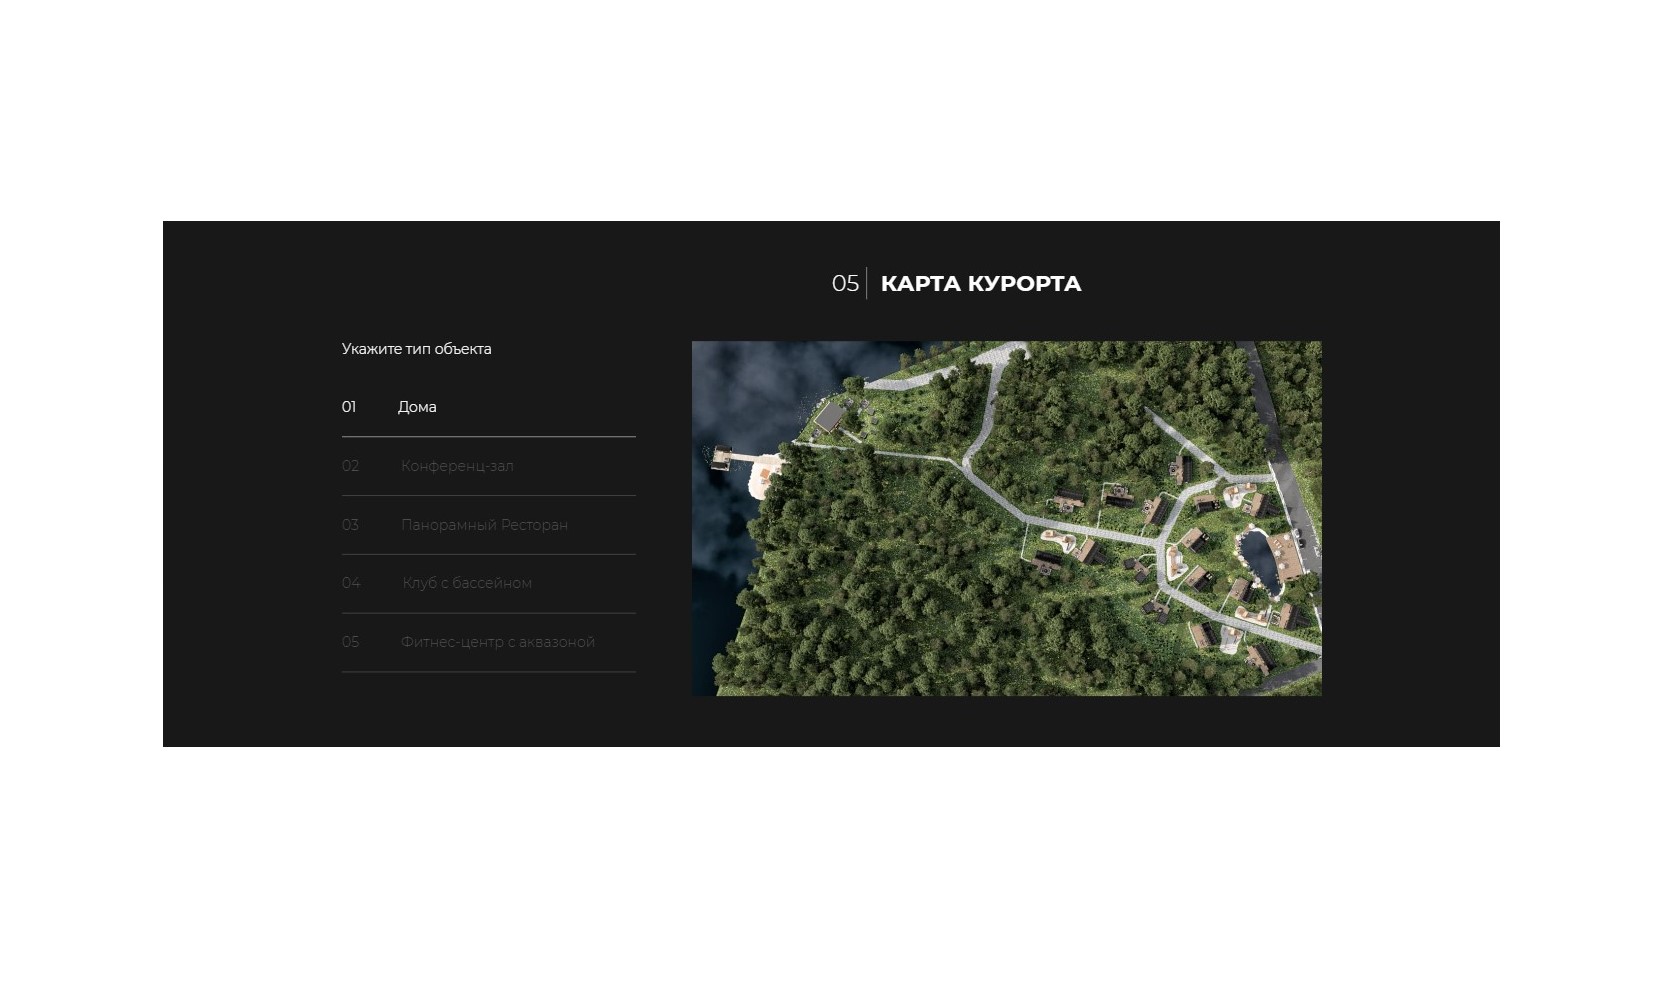 05 КАРТА КУРОРТА
Укажите тип объекта
01 Дома
02 Конференц-зал
03 Панорамный Ресторан
04 Клуб с бассейном
05 Фитнес-центр с аквазоной